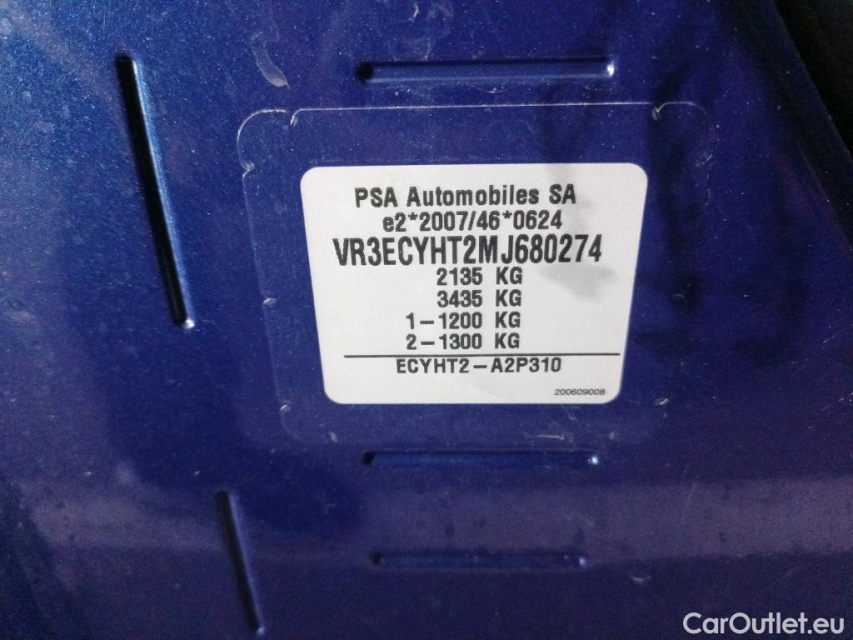 PSA Automobiles SA
e2*2007/46*0624
VR3ECYHT2MJ680274
2135 KG
3435 KG
1-1200 KG
2-1300 KG
ECYHT2-A2P310
200609008
CarOutlet.eu